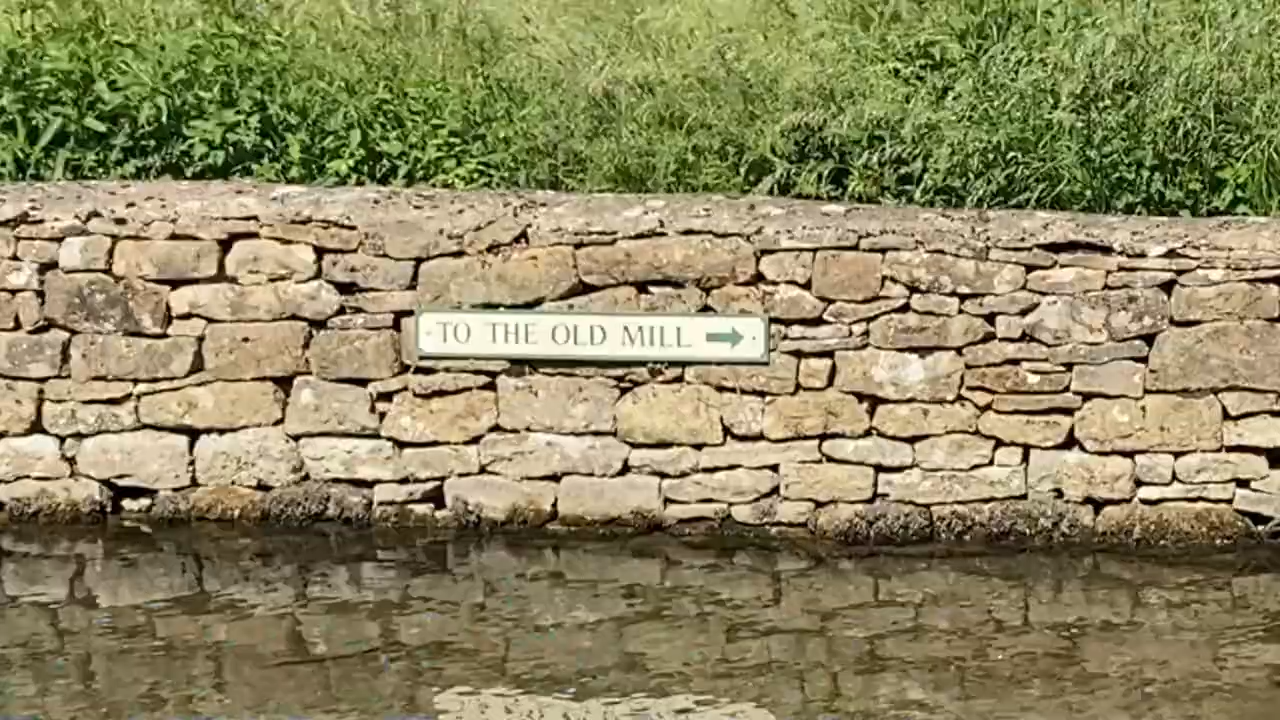 TO THE OLD MILL →